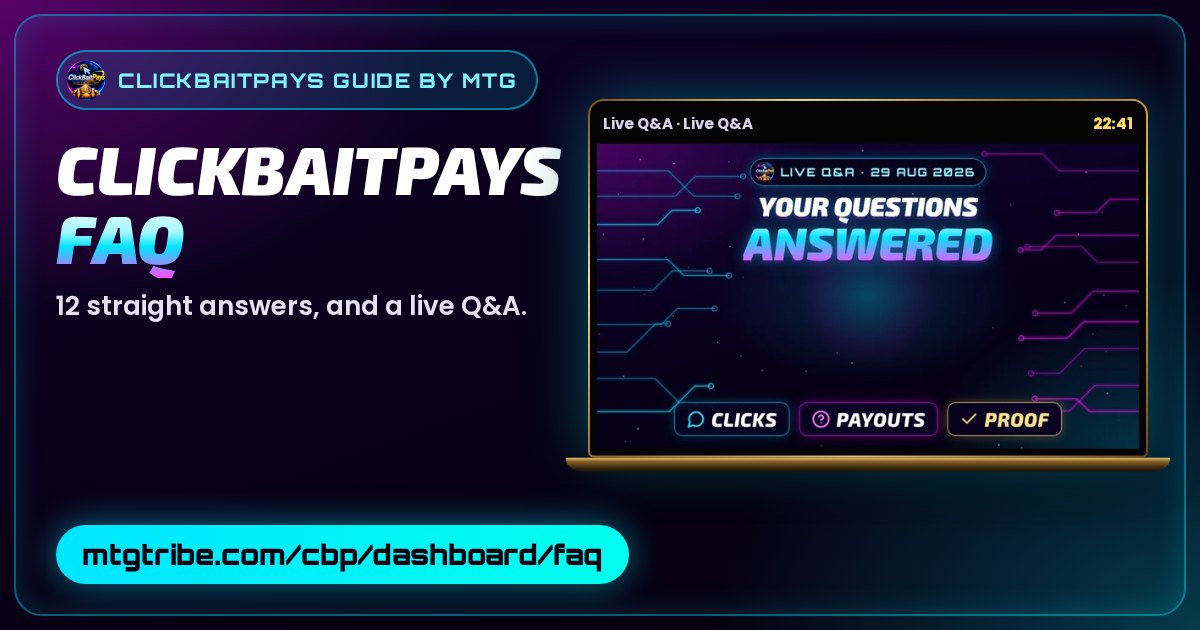 CLICKBAITPAYS GUIDE BY MTG
CLICKBAITPAYS
FAQ
12 straight answers, and a live Q&A.
mtgtribe.com/cbp/dashboard/faq
Live Q&A · Live Q&A
22:41
LIVE Q&A · 29 AUG 2026
YOUR QUESTIONS
ANSWERED
CLICKS
PAYOUTS
PROOF